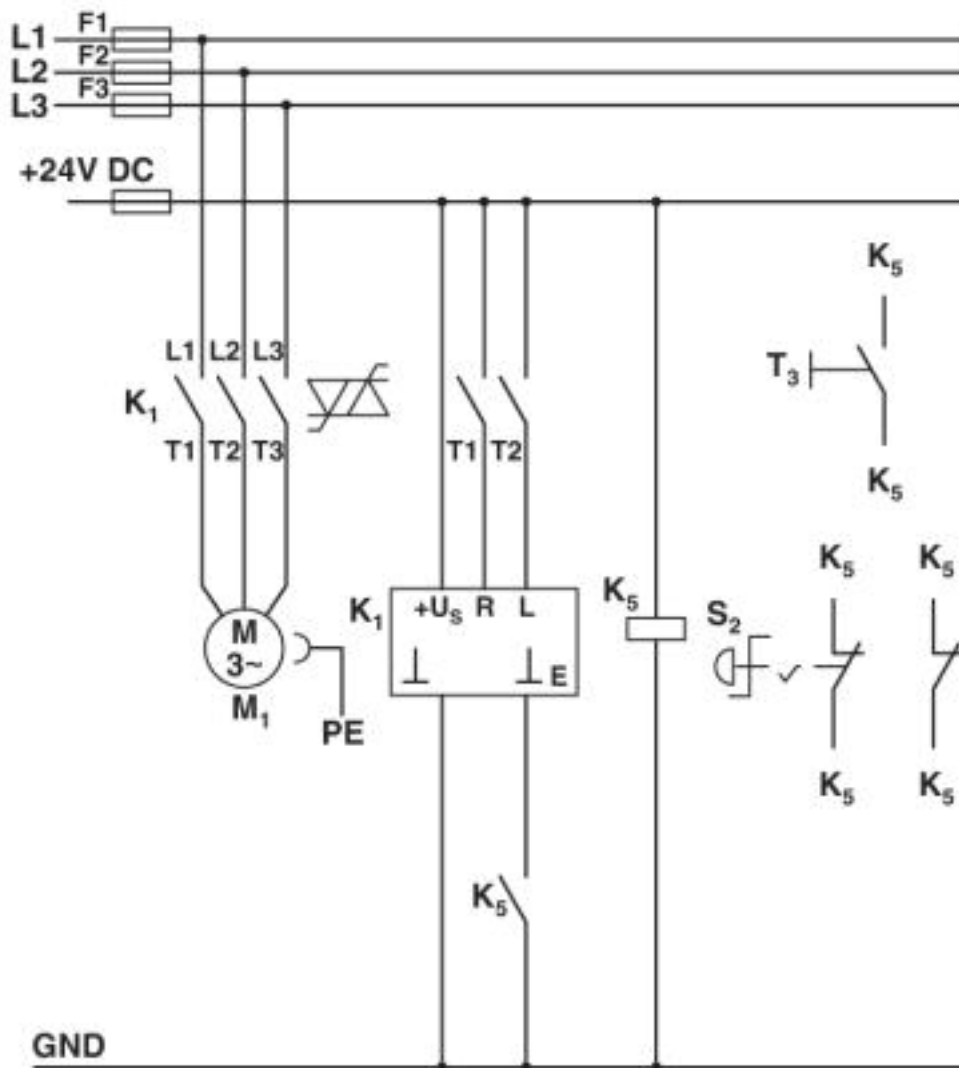 L1 F1
L2 F2
L3 F3
+24V DC
K₅
L1 L2 L3
T₃
K₁
T1 T2 T3 T1 T2
K₅
K₅ K₅
K₁ +Uₛ R L K₅ S₂
M
3~
E
M₁
PE
K₅ K₅
K₅
GND